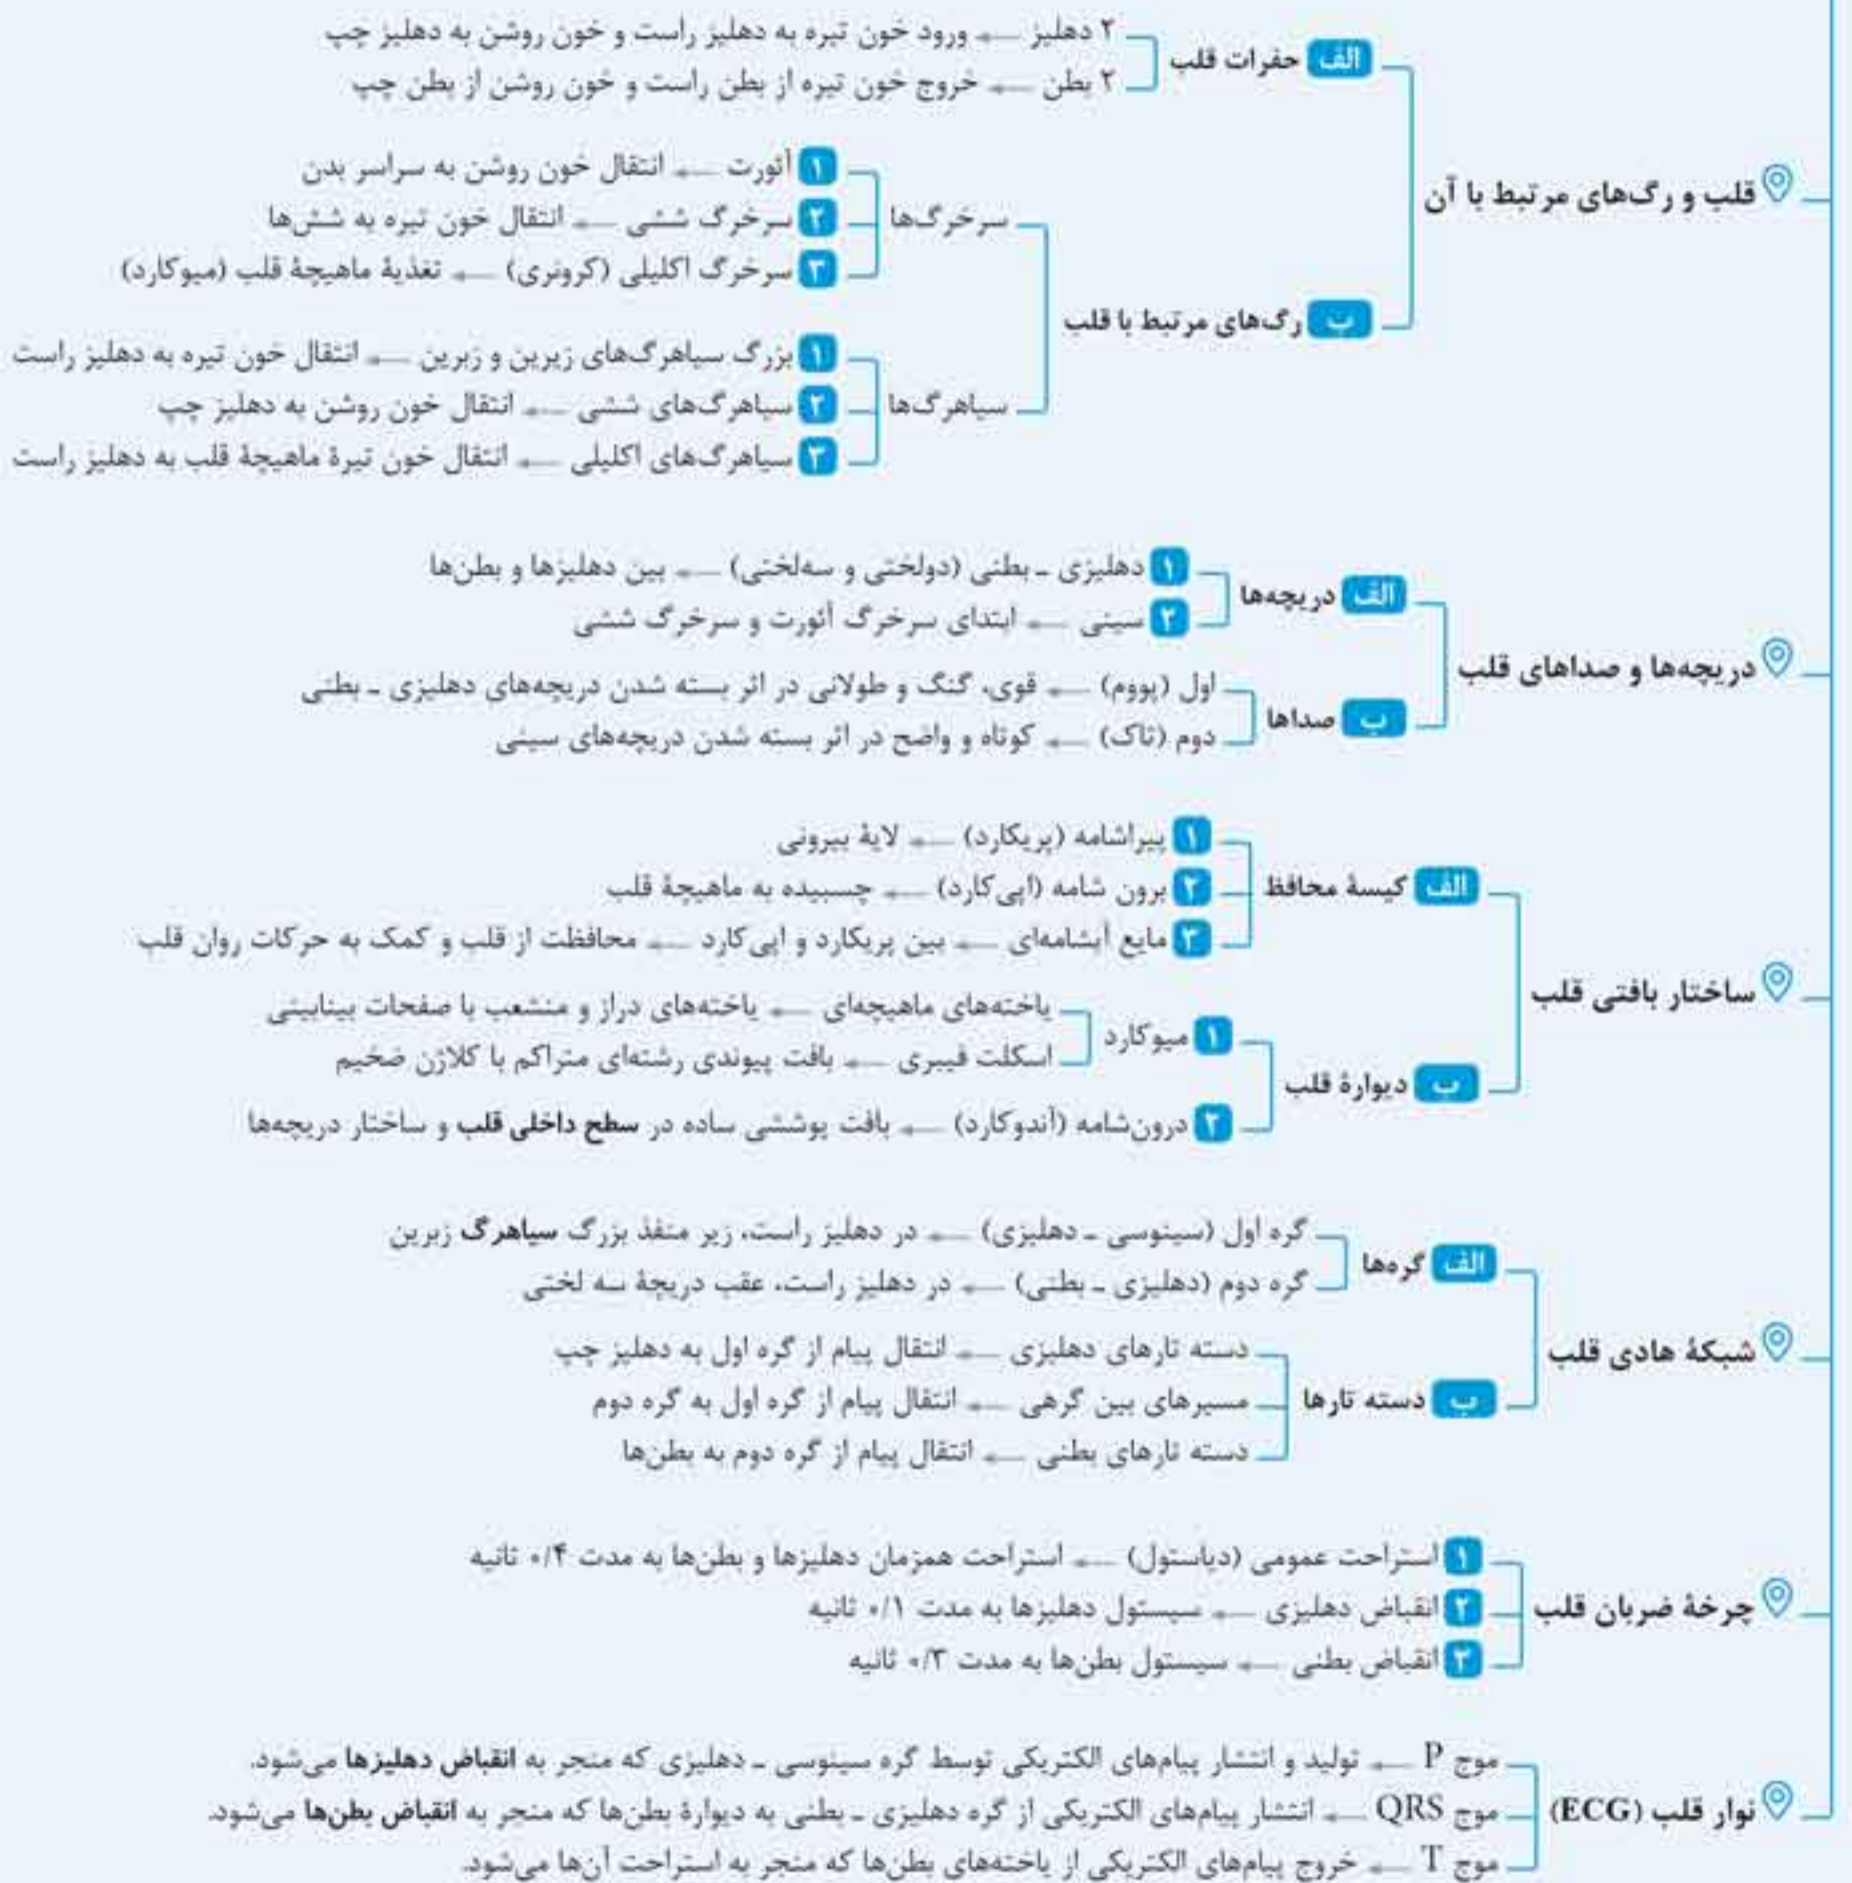 قلب و رگ‌های مرتبط با آن
الف حفرات قلب
۲ دهلیز ← ورود خون تیره به دهلیز راست و خون روشن به دهلیز چپ
۲ بطن ← خروج خون تیره از بطن راست و خون روشن از بطن چپ
ب رگ‌های مرتبط با قلب
سرخرگ‌ها
۱ آئورت ← انتقال خون روشن به سراسر بدن
۲ سرخرگ ششی ← انتقال خون تیره به شش‌ها
۳ سرخرگ اکلیلی (کرونری) ← تغذیهٔ ماهیچهٔ قلب (میوکارد)
سیاهرگ‌ها
۱ بزرگ سیاهرگ‌های زیرین و زبرین ← انتقال خون تیره به دهلیز راست
۲ سیاهرگ‌های ششی ← انتقال خون روشن به دهلیز چپ
۳ سیاهرگ‌های اکلیلی ← انتقال خون تیرهٔ ماهیچهٔ قلب به دهلیز راست
دریچه‌ها و صداهای قلب
الف دریچه‌ها
۱ دهلیزی ـ بطنی (دولختی و سه‌لختی) ← بین دهلیزها و بطن‌ها
۲ سینی ← ابتدای سرخرگ آئورت و سرخرگ ششی
ب صداها
اول (پووم) ← قوی، گنگ و طولانی در اثر بسته شدن دریچه‌های دهلیزی ـ بطنی
دوم (تاک) ← کوتاه و واضح در اثر بسته شدن دریچه‌های سینی
ساختار بافتی قلب
الف کیسهٔ محافظ
۱ پیراشامه (پریکارد) ← لایهٔ بیرونی
۲ برون شامه (اپی‌کارد) ← چسبیده به ماهیچهٔ قلب
۳ مایع آبشامه‌ای ← بین پریکارد و اپی‌کارد ← محافظت از قلب و کمک به حرکات روان قلب
ب دیوارهٔ قلب
۱ میوکارد
یاخته‌های ماهیچه‌ای ← یاخته‌های دراز و منشعب با صفحات بینابینی
اسکلت فیبری ← بافت پیوندی رشته‌ای متراکم با کلاژن ضخیم
۲ درون‌شامه (آندوکارد) ← بافت پوششی ساده در سطح داخلی قلب و ساختار دریچه‌ها
شبکهٔ هادی قلب
الف گره‌ها
گره اول (سینوسی ـ دهلیزی) ← در دهلیز راست، زیر منفذ بزرگ سیاهرگ زبرین
گره دوم (دهلیزی ـ بطنی) ← در دهلیز راست، عقب دریچهٔ سه لختی
ب دسته تارها
دسته تارهای دهلیزی ← انتقال پیام از گره اول به دهلیز چپ
مسیرهای بین گرهی ← انتقال پیام از گره اول به گره دوم
دسته تارهای بطنی ← انتقال پیام از گره دوم به بطن‌ها
چرخهٔ ضربان قلب
۱ استراحت عمومی (دیاستول) ← استراحت همزمان دهلیزها و بطن‌ها به مدت ۰/۴ ثانیه
۲ انقباض دهلیزی ← سیستول دهلیزها به مدت ۰/۱ ثانیه
۳ انقباض بطنی ← سیستول بطن‌ها به مدت ۰/۳ ثانیه
نوار قلب (ECG)
موج P ← تولید و انتشار پیام‌های الکتریکی توسط گره سینوسی ـ دهلیزی که منجر به انقباض دهلیزها می‌شود.
موج QRS ← انتشار پیام‌های الکتریکی از گره دهلیزی ـ بطنی به دیوارهٔ بطن‌ها که منجر به انقباض بطن‌ها می‌شود.
موج T ← خروج پیام‌های الکتریکی از یاخته‌های بطن‌ها که منجر به استراحت آن‌ها می‌شود.